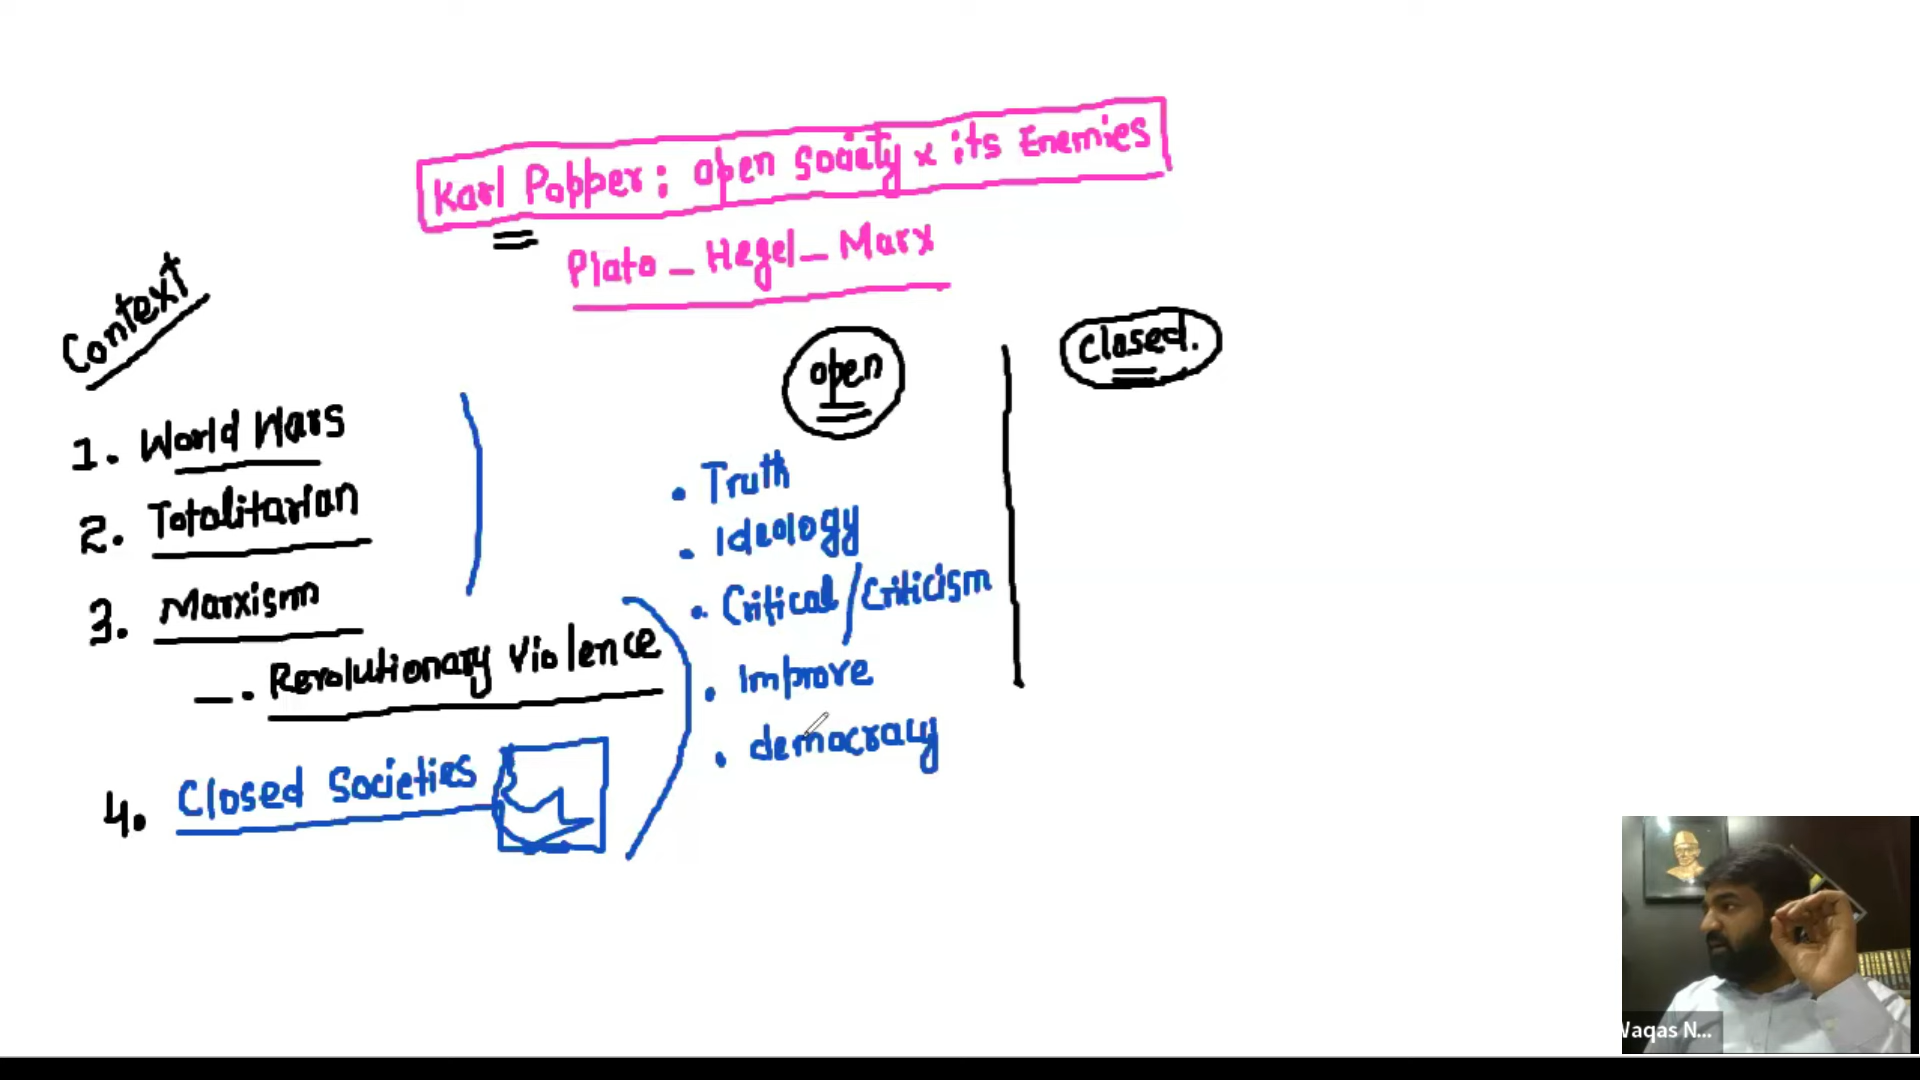 Karl Popper: open society x its Enemies
Plato - Hegel - Marx
Context
1. World Wars
2. Totalitarian
3. Marxism
- . Revolutionary Violence
4. Closed Societies
open
• Truth
• Ideology
• Critical / Criticism
• Improve
• democracy
Closed.
Waqas N...